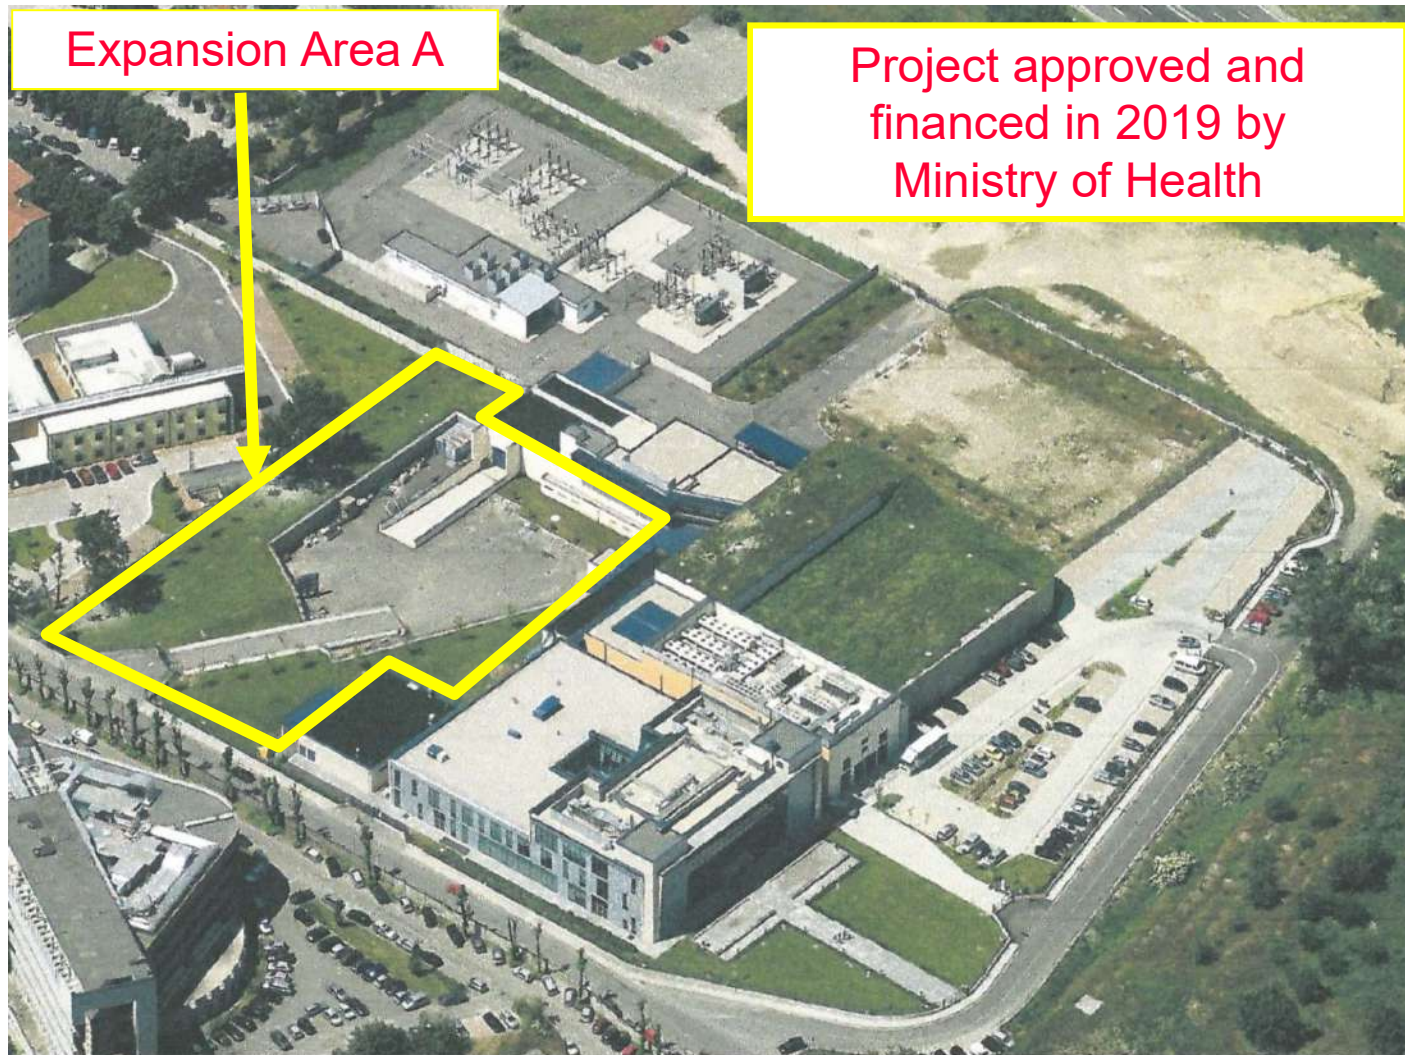 Expansion Area A
Project approved and
financed in 2019 by
Ministry of Health